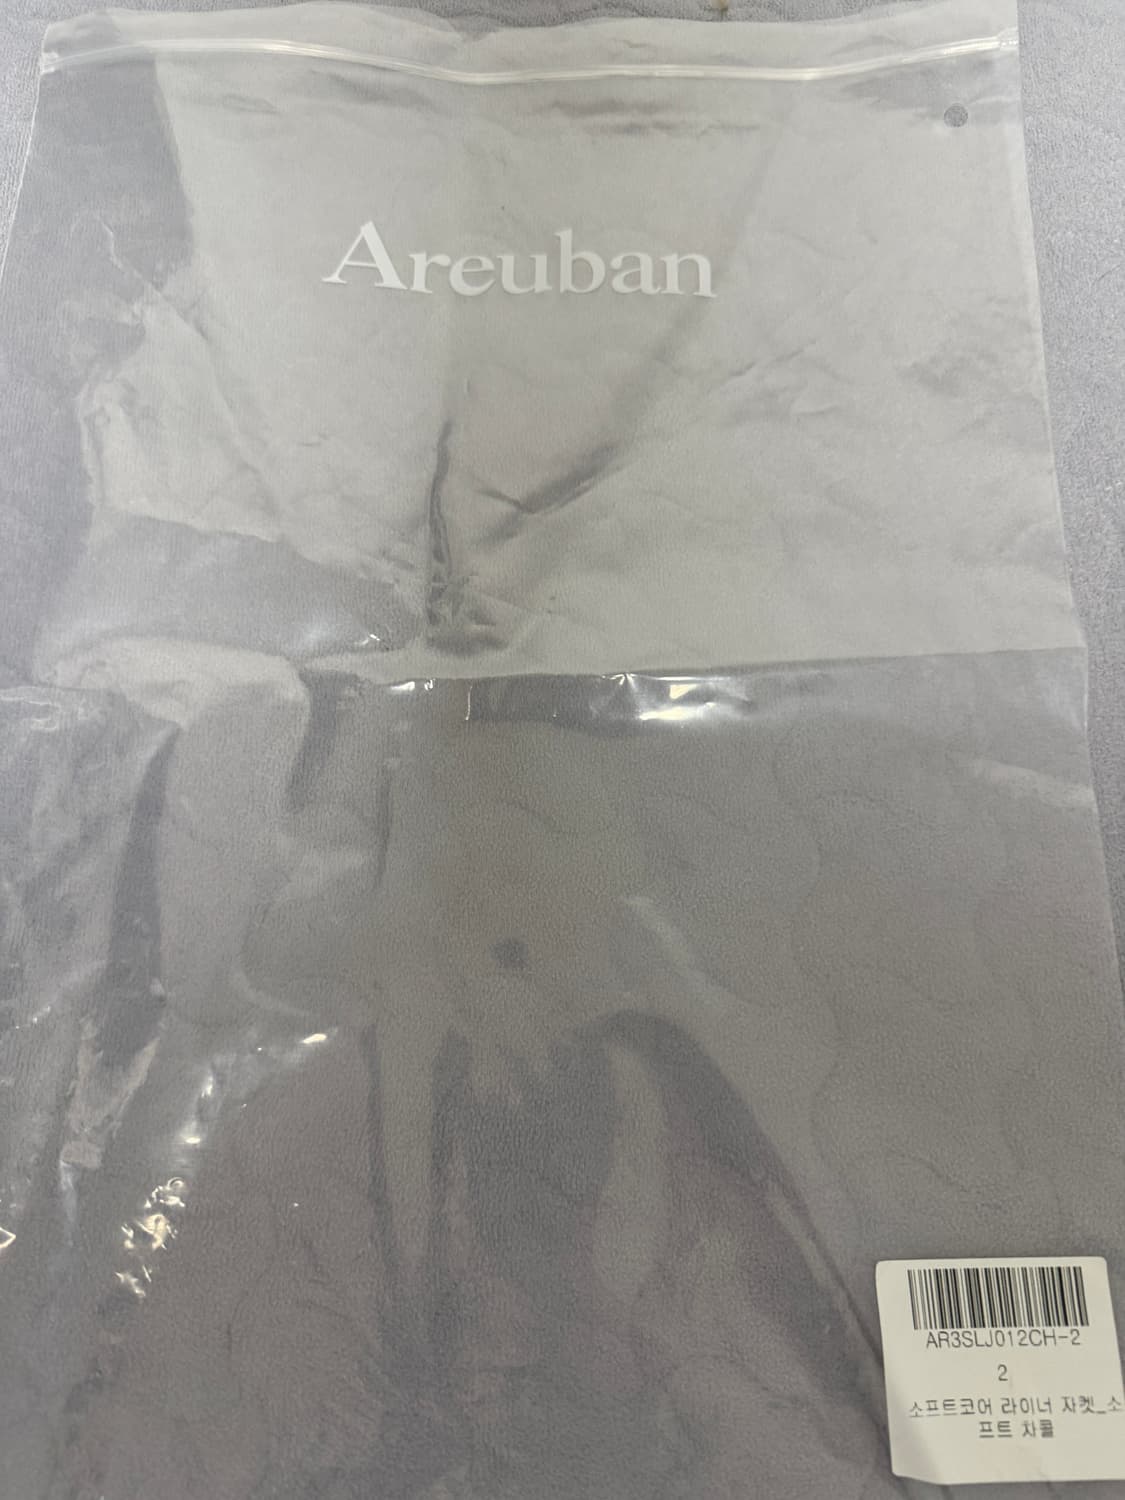 Areuban
AR3SLJ012CH-2
2
소프트코어 라이너 자켓_소
프트 차콜